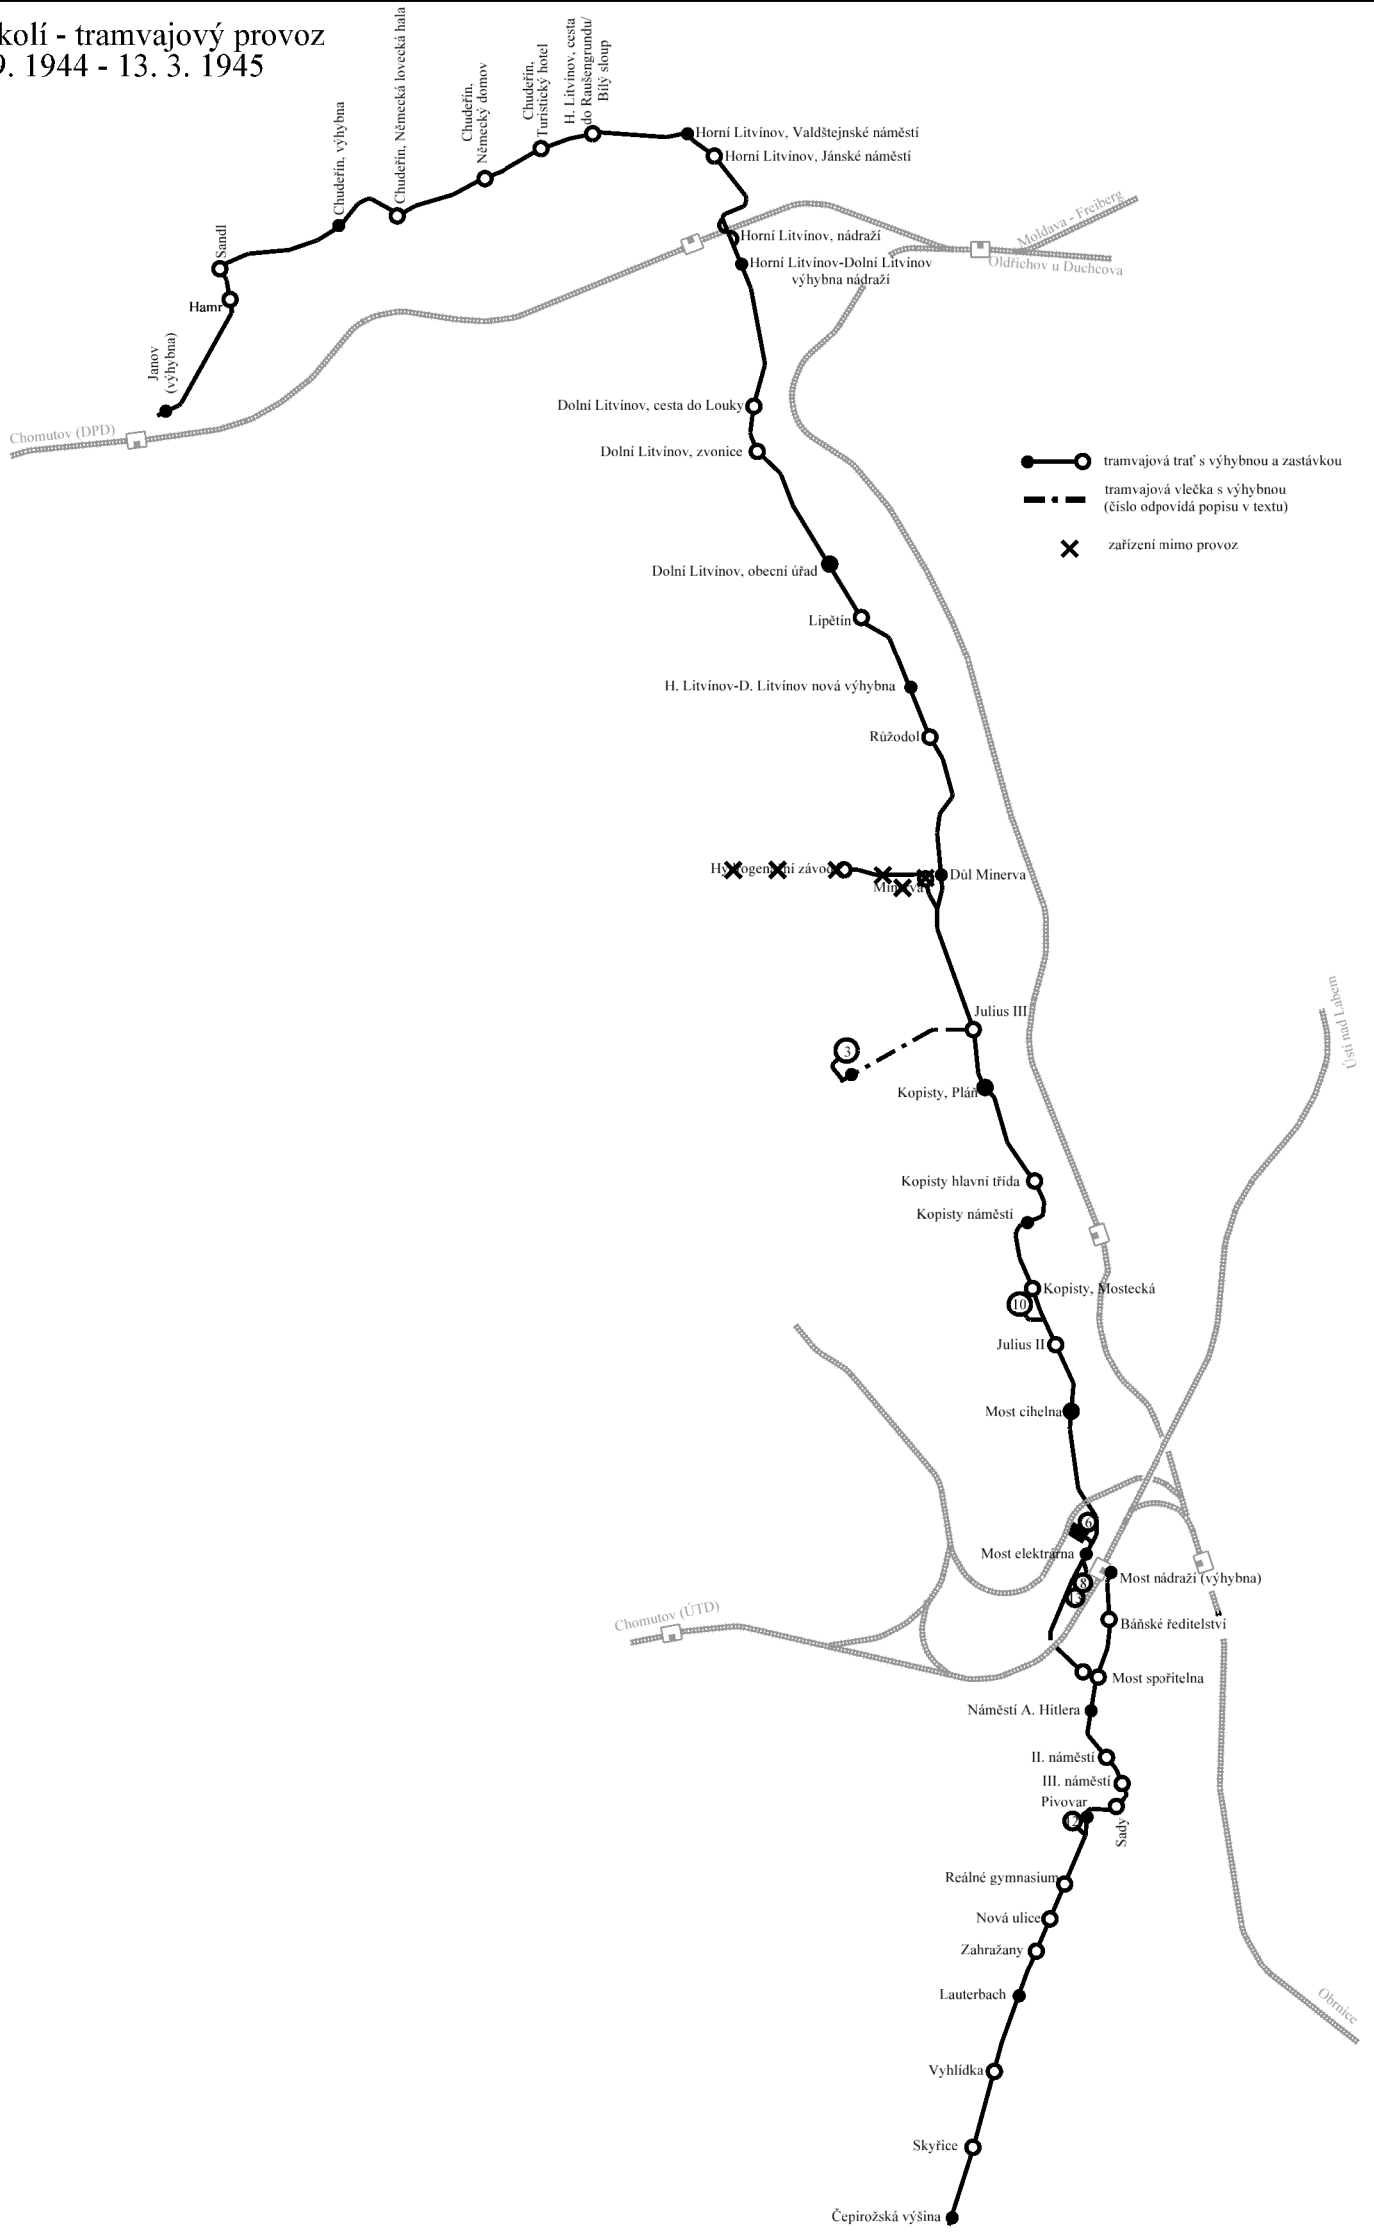 kolí - tramvajový provoz
9. 1944 - 13. 3. 1945
Chudeřín, výhybna
Chudeřín, Německá lovecká hala
Chudeřín,
Německý domov
Chudeřín,
Turistický hotel
H. Litvínov, cesta
do Raušengrundu/
Bílý sloup
Horní Litvínov, Valdštejnské náměstí
Horní Litvínov, Jánské náměstí
Moldava - Freiberg
Sandl
Horní Litvínov, nádraží
Horní Litvínov-Dolní Litvínov
výhybna nádraží
Oldřichov u Duchcova
Hamr
Janov
(výhybna)
Chomutov (DPD)
Dolní Litvínov, cesta do Louky
Dolní Litvínov, zvonice
tramvajová trať s výhybnou a zastávkou
tramvajová vlečka s výhybnou
(číslo odpovídá popisu v textu)
zařízení mimo provoz
Dolní Litvínov, obecní úřad
Lipětín
H. Litvínov-D. Litvínov nová výhybna
Růžodol
Hydrogenační závod
Důl Minerva
Minerva
Julius III
Ústí nad Labem
3
Kopisty, Pláň
Kopisty hlavní třída
Kopisty náměstí
Kopisty, Mostecká
10
Julius II
Most cihelna
6
Most elektrárna
Most nádraží (výhybna)
8
13
Chomutov (ÚTD)
Báňské ředitelství
Most spořitelna
Náměstí A. Hitlera
II. náměstí
III. náměstí
Pivovar
12
Sady
Reálné gymnasium
Nová ulice
Zahražany
Lauterbach
Obrnice
Vyhlídka
Skyřice
Čepirožská výšina